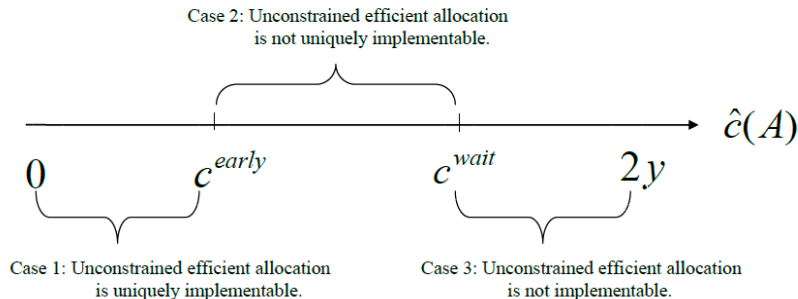 Case 2: Unconstrained efficient allocation
is not uniquely implementable.
ĉ(A)
0 c^early c^wait 2y
Case 1: Unconstrained efficient allocation
is uniquely implementable.
Case 3: Unconstrained efficient allocation
is not implementable.